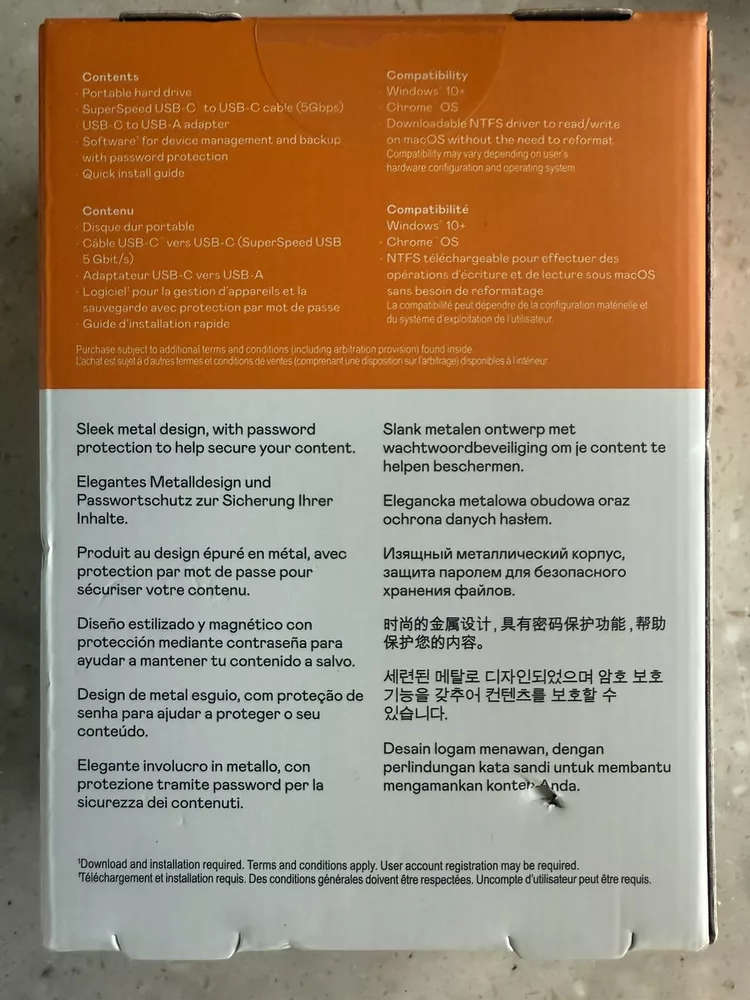 Contents
· Portable hard drive
· SuperSpeed USB-C™ to USB-C cable (5Gbps)
· USB-C to USB-A adapter
· Software¹ for device management and backup
with password protection
· Quick install guide
Compatibility
· Windows® 10+
· Chrome™ OS
· Downloadable NTFS driver to read/write
on macOS without the need to reformat
Compatibility may vary depending on user's
hardware configuration and operating system.
Contenu
· Disque dur portable
· Câble USB-C™ vers USB-C (SuperSpeed USB
5 Gbit/s)
· Adaptateur USB-C vers USB-A
· Logiciel¹ pour la gestion d'appareils et la
sauvegarde avec protection par mot de passe
· Guide d'installation rapide
Compatibilité
· Windows® 10+
· Chrome™ OS
· NTFS téléchargeable pour effectuer des
opérations d'écriture et de lecture sous macOS
sans besoin de reformatage
La compatibilité peut dépendre de la configuration matérielle et
du système d'exploitation de l'utilisateur.
Purchase subject to additional terms and conditions (including arbitration provision) found inside.
L'achat est sujet à d'autres termes et conditions de ventes (comprenant une disposition sur l'arbitrage) disponibles à l'intérieur.
Sleek metal design, with password
protection to help secure your content.
Elegantes Metalldesign und
Passwortschutz zur Sicherung Ihrer
Inhalte.
Produit au design épuré en métal, avec
protection par mot de passe pour
sécuriser votre contenu.
Diseño estilizado y magnético con
protección mediante contraseña para
ayudar a mantener tu contenido a salvo.
Design de metal esguio, com proteção de
senha para ajudar a proteger o seu
conteúdo.
Elegante involucro in metallo, con
protezione tramite password per la
sicurezza dei contenuti.
Slank metalen ontwerp met
wachtwoordbeveiliging om je content te
helpen beschermen.
Elegancka metalowa obudowa oraz
ochrona danych hasłem.
Изящный металлический корпус,
защита паролем для безопасного
хранения файлов.
时尚的金属设计,具有密码保护功能,帮助
保护您的内容。
세련된 메탈로 디자인되었으며 암호 보호
기능을 갖추어 컨텐츠를 보호할 수
있습니다.
Desain logam menawan, dengan
perlindungan kata sandi untuk membantu
mengamankan konten Anda.
¹Download and installation required. Terms and conditions apply. User account registration may be required.
¹Téléchargement et installation requis. Des conditions générales doivent être respectées. Uncompte d'utilisateur peut être requis.